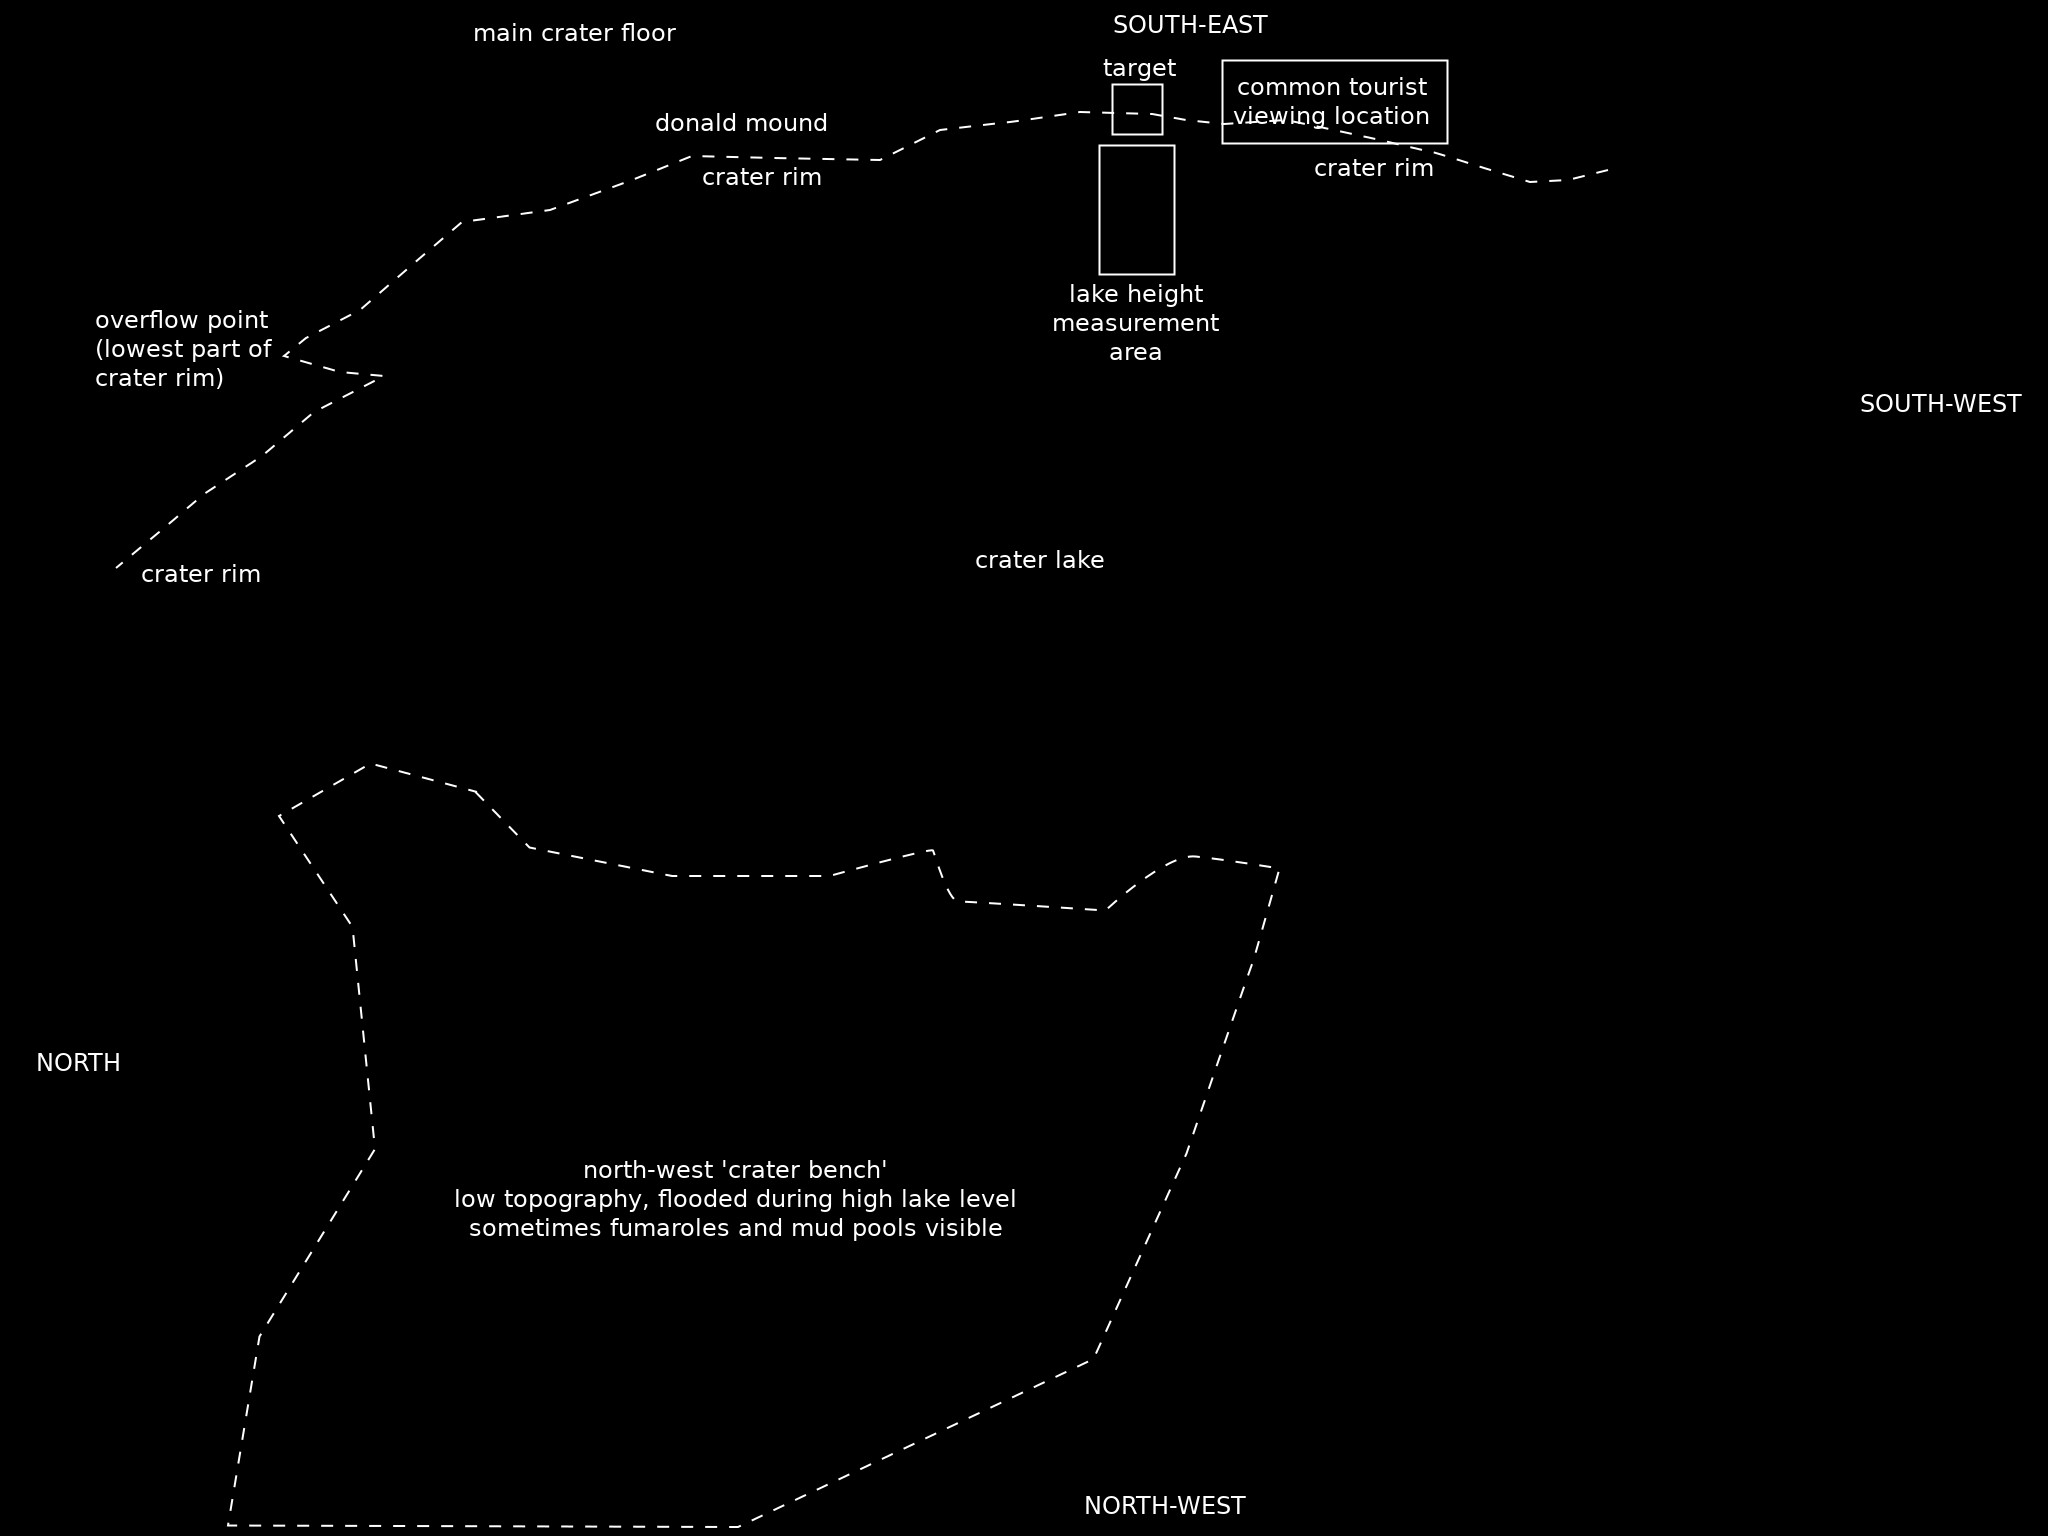 main crater floor
SOUTH-EAST
target
common tourist
viewing location
donald mound
crater rim
crater rim
lake height
measurement
area
overflow point
(lowest part of
crater rim)
SOUTH-WEST
crater lake
crater rim
NORTH
north-west 'crater bench'
low topography, flooded during high lake level
sometimes fumaroles and mud pools visible
NORTH-WEST